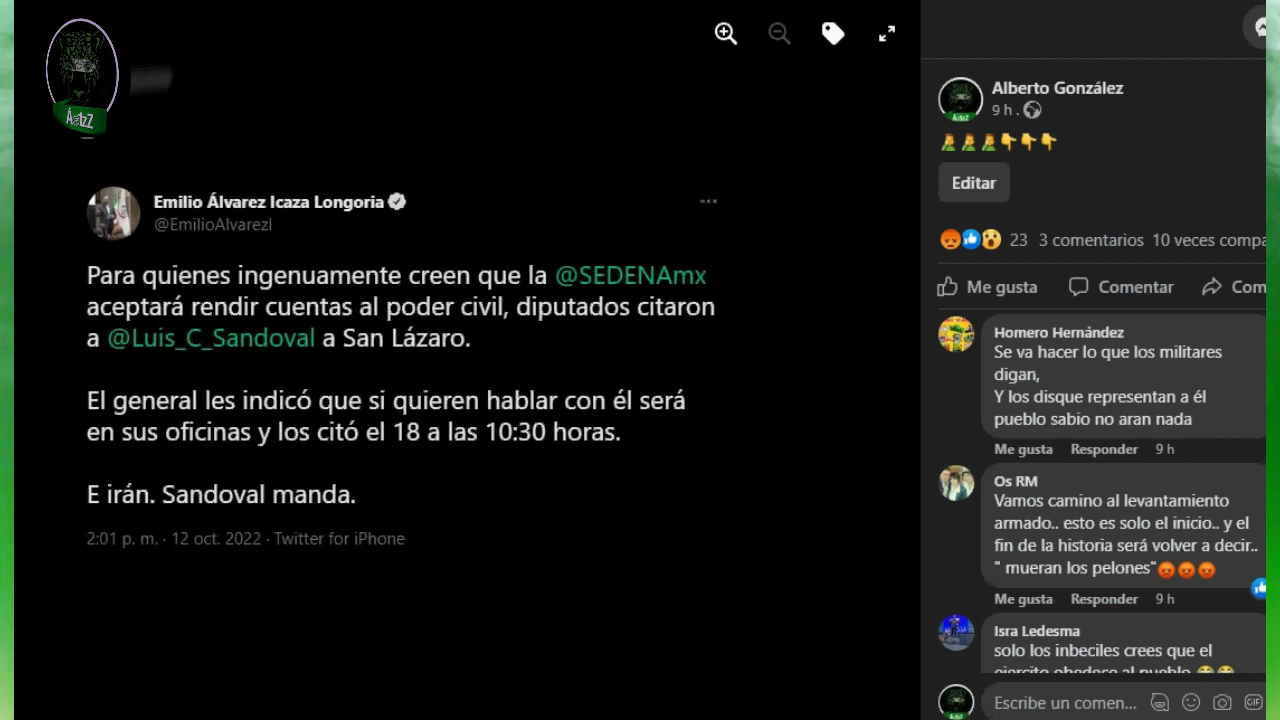 ÁgtzZ
Emilio Álvarez Icaza Longoria
@EmilioAlvarezI
Para quienes ingenuamente creen que la @SEDENAmx
aceptará rendir cuentas al poder civil, diputados citaron
a @Luis_C_Sandoval a San Lázaro.
El general les indicó que si quieren hablar con él será
en sus oficinas y los citó el 18 a las 10:30 horas.
E irán. Sandoval manda.
2:01 p. m. · 12 oct. 2022 · Twitter for iPhone
Alberto González
9 h .
Editar
23 3 comentarios 10 veces compa
Me gusta Comentar Com
Homero Hernández
Se va hacer lo que los militares
digan,
Y los disque representan a él
pueblo sabio no aran nada
Me gusta Responder 9 h
Os RM
Vamos camino al levantamiento
armado.. esto es solo el inicio.. y el
fin de la historia será volver a decir..
" mueran los pelones"
Me gusta Responder 9 h
Isra Ledesma
solo los inbeciles crees que el
ejercito obedece al pueblo
Escribe un comen...
GIF